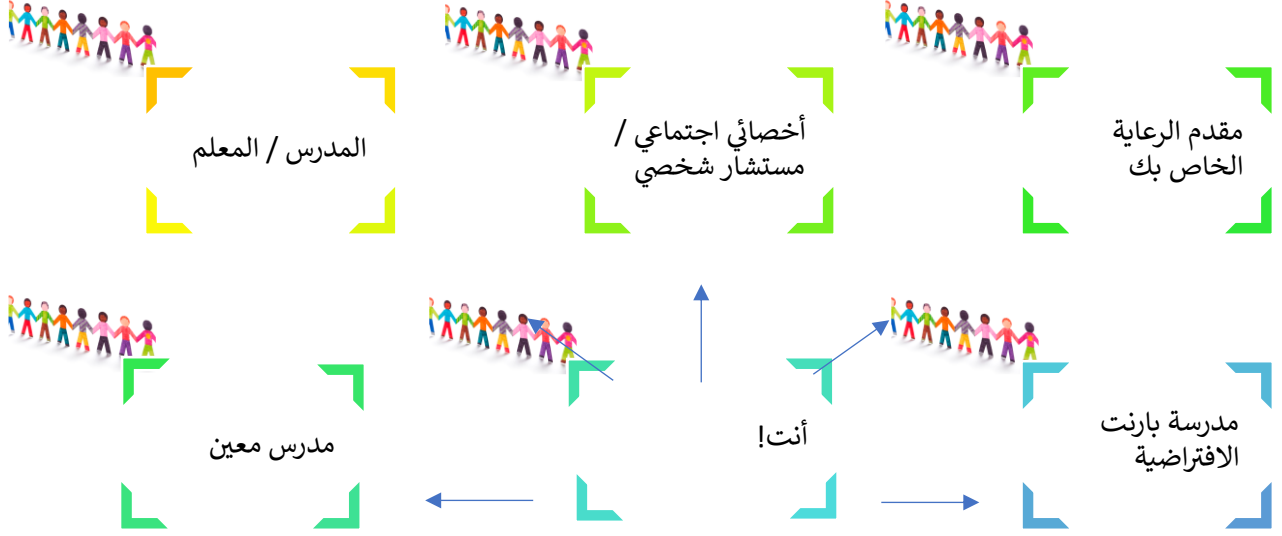 مقدم الرعاية
الخاص بك
أخصائي اجتماعي /
مستشار شخصي
المدرس / المعلم
مدرسة بارنت
الافتراضية
أنت!
مدرس معين